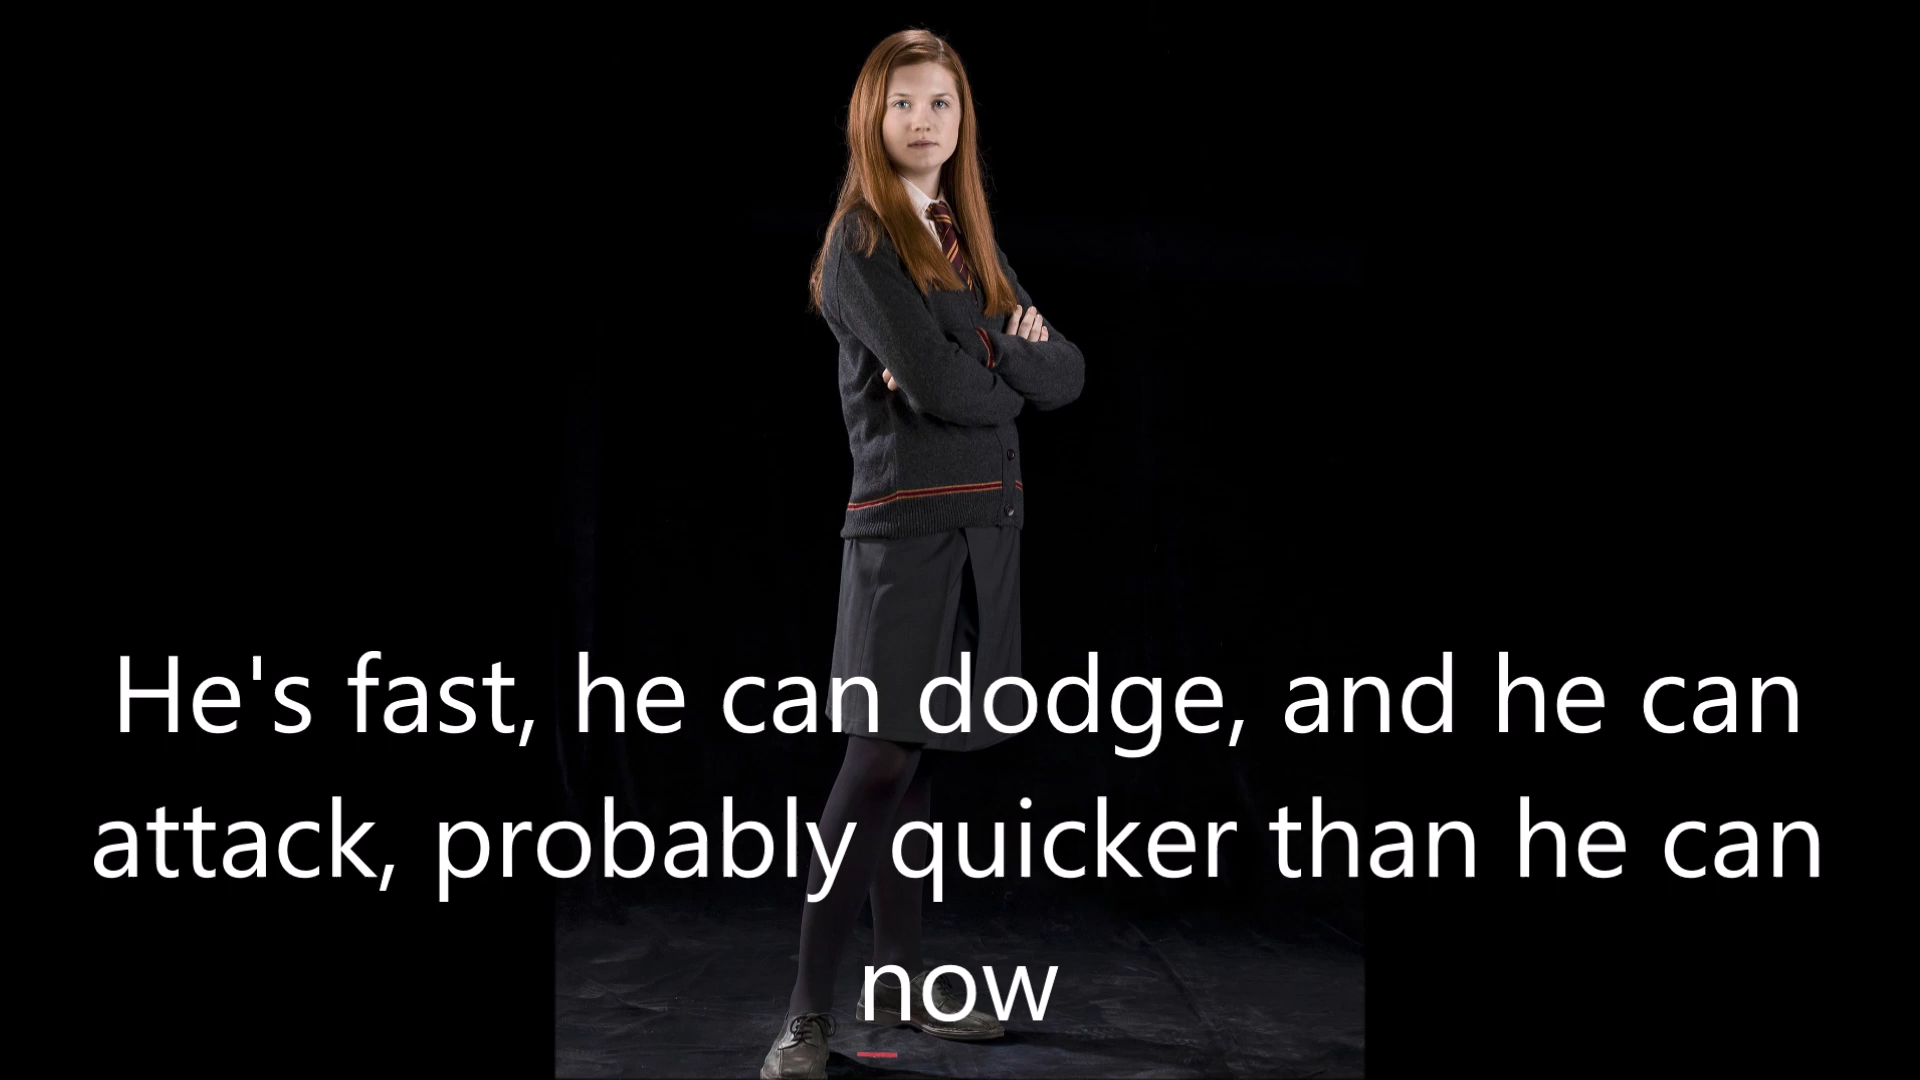 He's fast, he can dodge, and he can
attack, probably quicker than he can
now